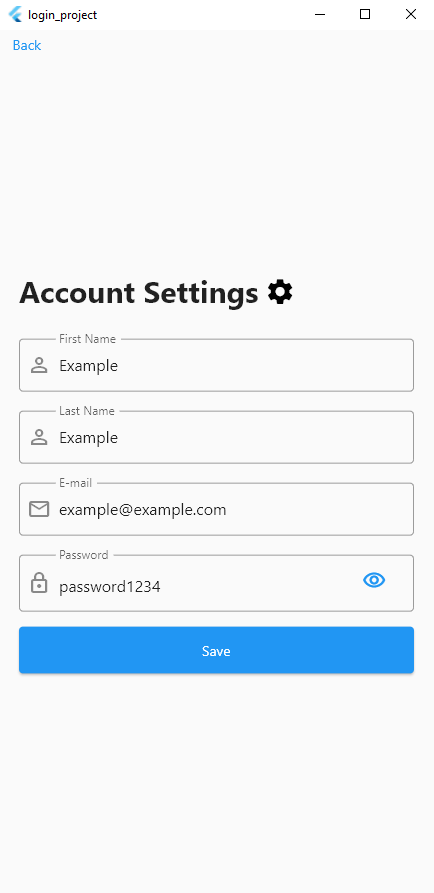 login_project
Back
Account Settings
First Name
Example
Last Name
Example
E-mail
example@example.com
Password
password1234
Save